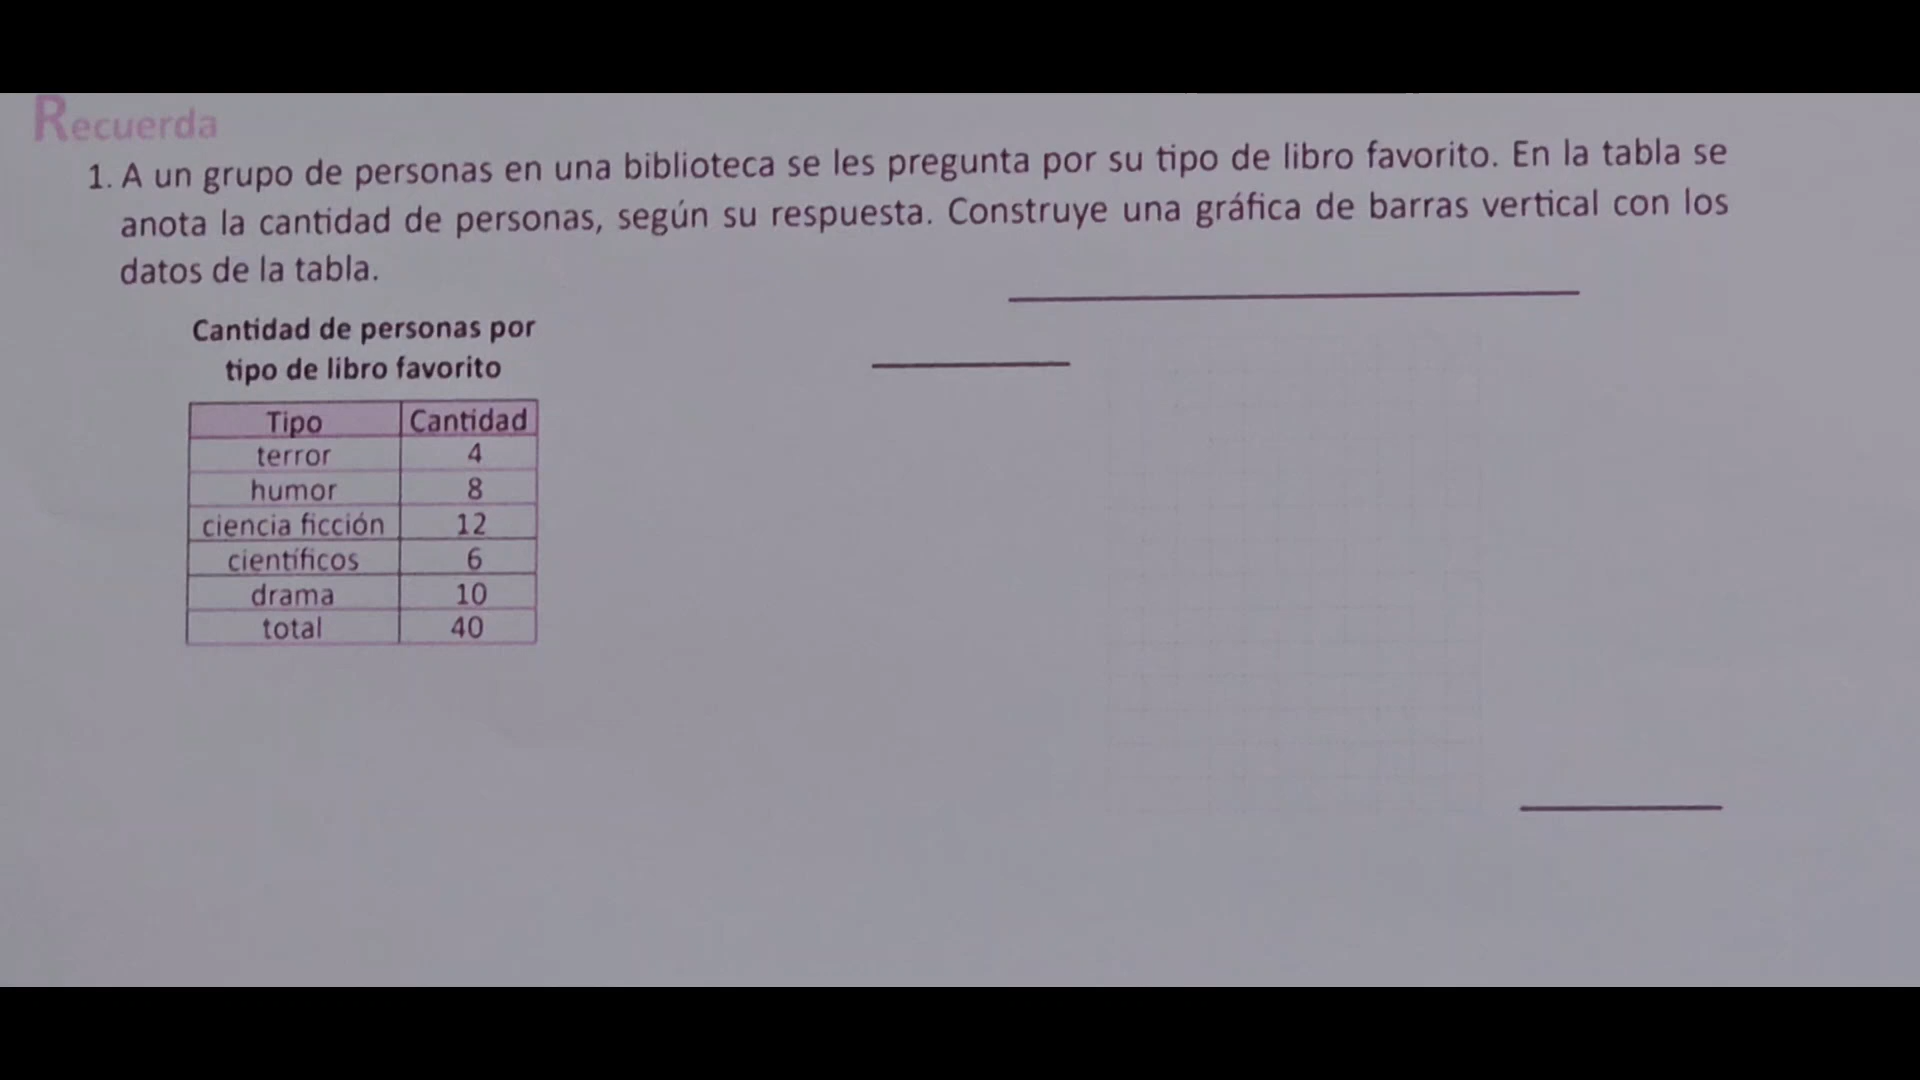 Recuerda
1. A un grupo de personas en una biblioteca se les pregunta por su tipo de libro favorito. En la tabla se
anota la cantidad de personas, según su respuesta. Construye una gráfica de barras vertical con los
datos de la tabla.
Cantidad de personas por
tipo de libro favorito
Tipo Cantidad
terror 4
humor 8
ciencia ficción 12
científicos 6
drama 10
total 40